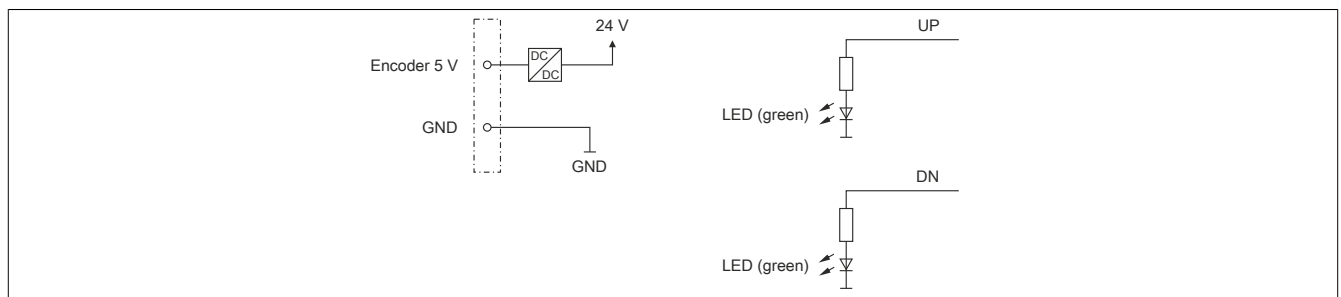 24 V
Encoder 5 V
DC
DC
GND
GND
UP
LED (green)
DN
LED (green)